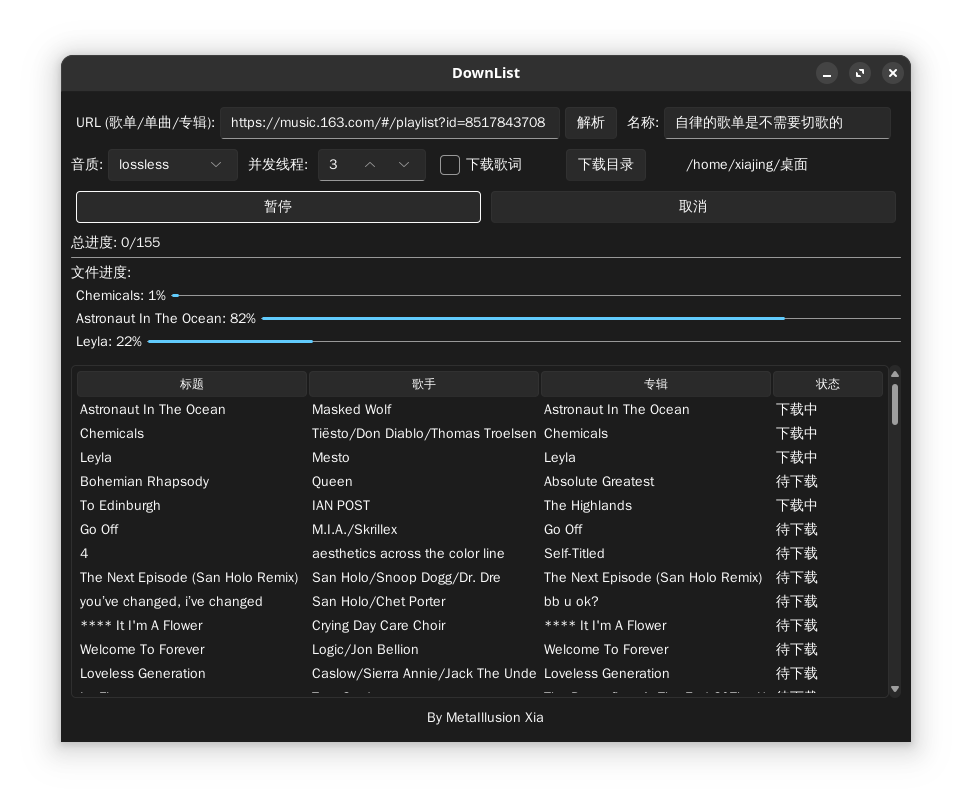 DownList
URL (歌单/单曲/专辑): https://music.163.com/#/playlist?id=8517843708 解析 名称: 自律的歌单是不需要切歌的
音质: lossless 并发线程: 3 下载歌词 下载目录 /home/xiajing/桌面
暂停 取消
总进度: 0/155
文件进度:
Chemicals: 1%
Astronaut In The Ocean: 82%
Leyla: 22%
标题 歌手 专辑 状态
Astronaut In The Ocean Masked Wolf Astronaut In The Ocean 下载中
Chemicals Tiësto/Don Diablo/Thomas Troelsen Chemicals 下载中
Leyla Mesto Leyla 下载中
Bohemian Rhapsody Queen Absolute Greatest 待下载
To Edinburgh IAN POST The Highlands 下载中
Go Off M.I.A./Skrillex Go Off 待下载
4 aesthetics across the color line Self-Titled 待下载
The Next Episode (San Holo Remix) San Holo/Snoop Dogg/Dr. Dre The Next Episode (San Holo Remix) 待下载
you've changed, i've changed San Holo/Chet Porter bb u ok? 待下载
**** It I'm A Flower Crying Day Care Choir **** It I'm A Flower 待下载
Welcome To Forever Logic/Jon Bellion Welcome To Forever 待下载
Loveless Generation Caslow/Sierra Annie/Jack The Unde Loveless Generation 待下载
By MetaIllusion Xia